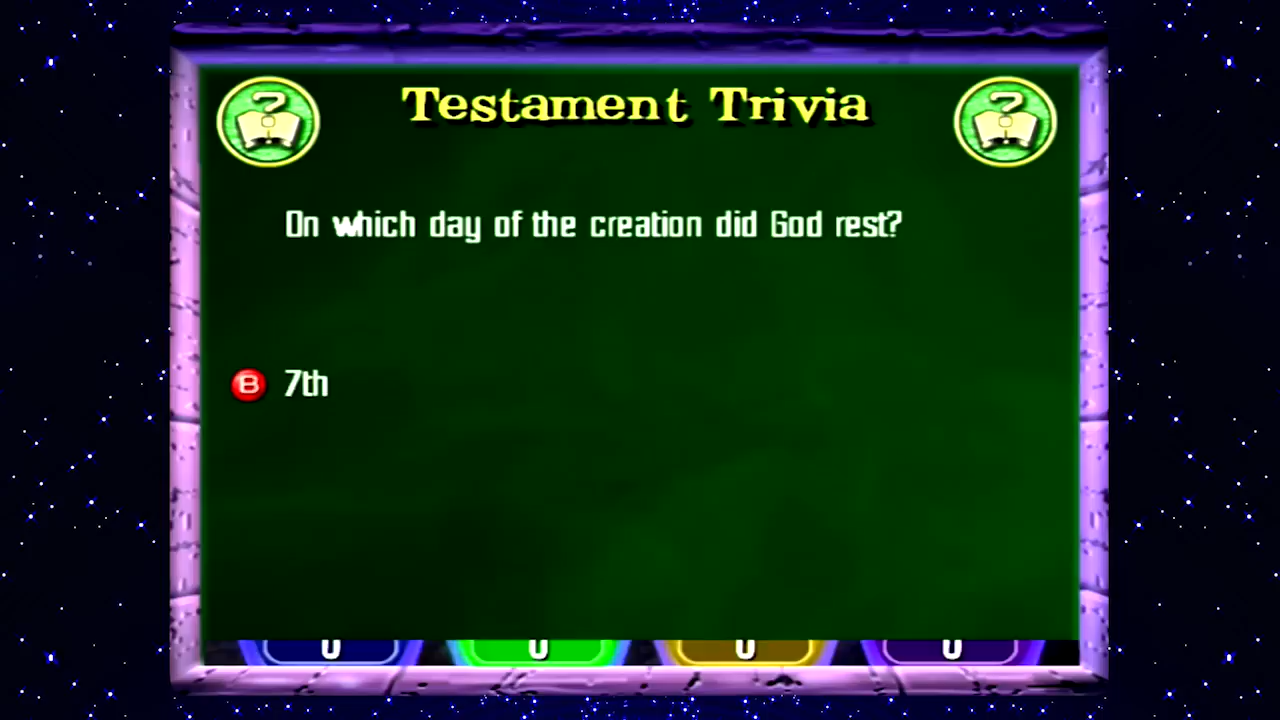 Testament Trivia
On which day of the creation did God rest?
B 7th
0 0 0 0